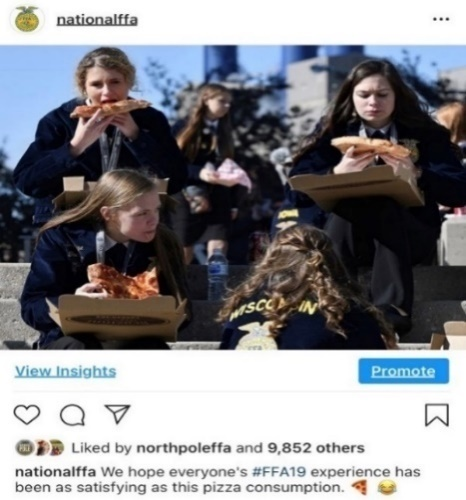 nationalffa
WISCONSIN
View Insights
Promote
Liked by northpoleffa and 9,852 others
nationalffa We hope everyone's #FFA19 experience has
been as satisfying as this pizza consumption. 🍕 😂